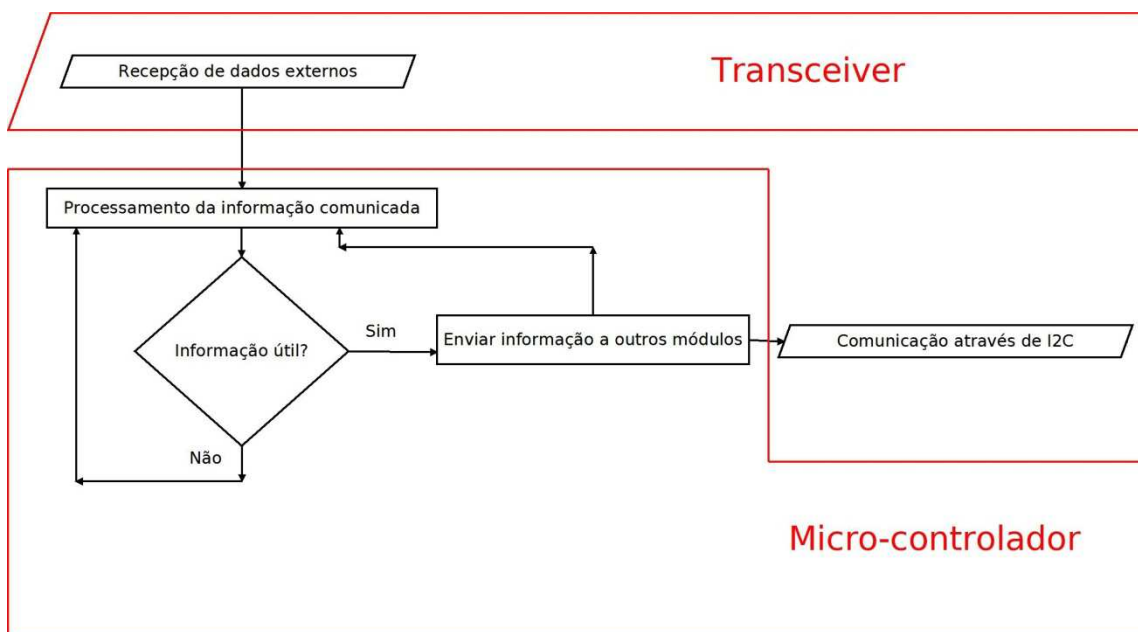 Recepção de dados externos
Transceiver
Processamento da informação comunicada
Informação útil?
Sim
Enviar informação a outros módulos
Comunicação através de I2C
Não
Micro-controlador